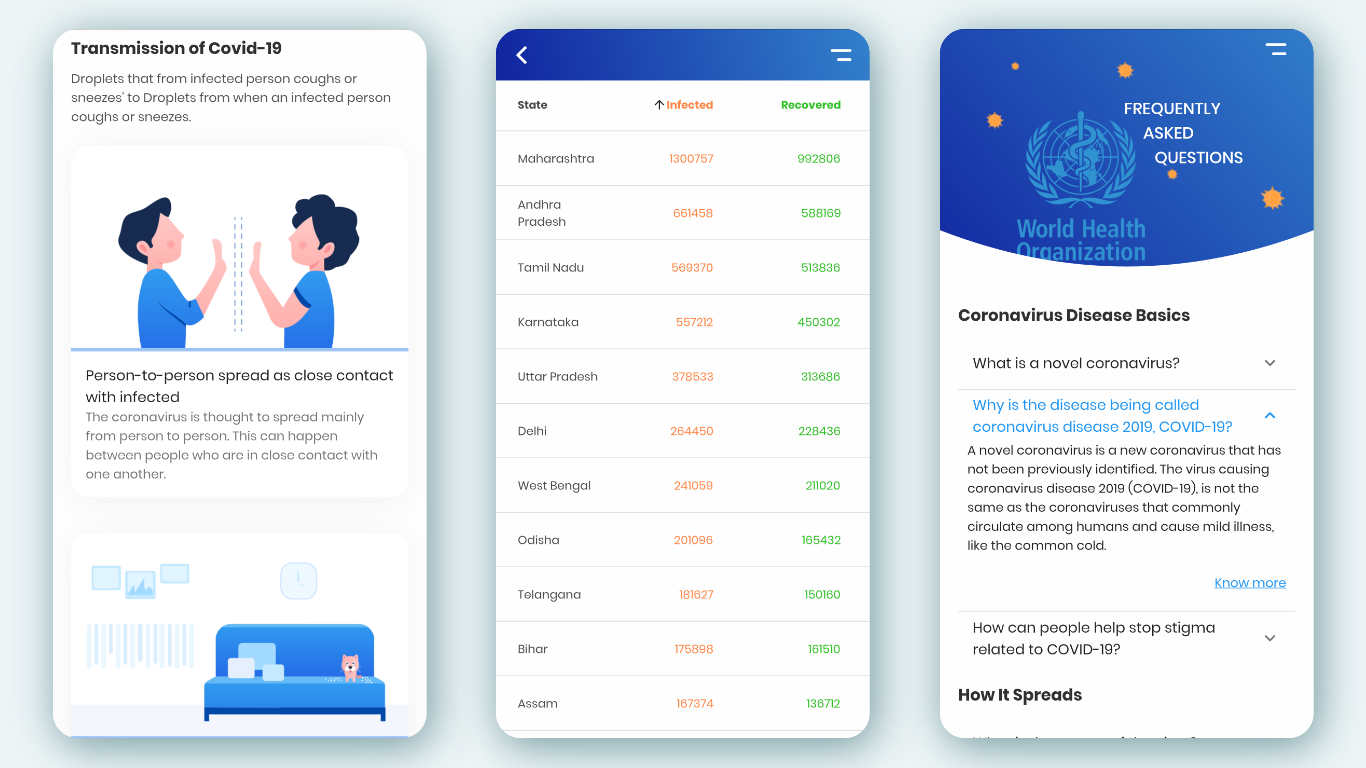 Transmission of Covid-19
Droplets that from infected person coughs or
sneezes' to Droplets from when an infected person
coughs or sneezes.
Person-to-person spread as close contact
with infected
The coronavirus is thought to spread mainly
from person to person. This can happen
between people who are in close contact with
one another.
State Infected Recovered
Maharashtra 1300757 992806
Andhra
Pradesh 661458 588169
Tamil Nadu 569370 513836
Karnataka 557212 450302
Uttar Pradesh 378533 313686
Delhi 264450 228436
West Bengal 241059 211020
Odisha 201096 165432
Telangana 181627 150160
Bihar 175898 161510
Assam 167374 136712
FREQUENTLY
ASKED
QUESTIONS
World Health
Organization
Coronavirus Disease Basics
What is a novel coronavirus?
Why is the disease being called
coronavirus disease 2019, COVID-19?
A novel coronavirus is a new coronavirus that has
not been previously identified. The virus causing
coronavirus disease 2019 (COVID-19), is not the
same as the coronaviruses that commonly
circulate among humans and cause mild illness,
like the common cold.
Know more
How can people help stop stigma
related to COVID-19?
How It Spreads